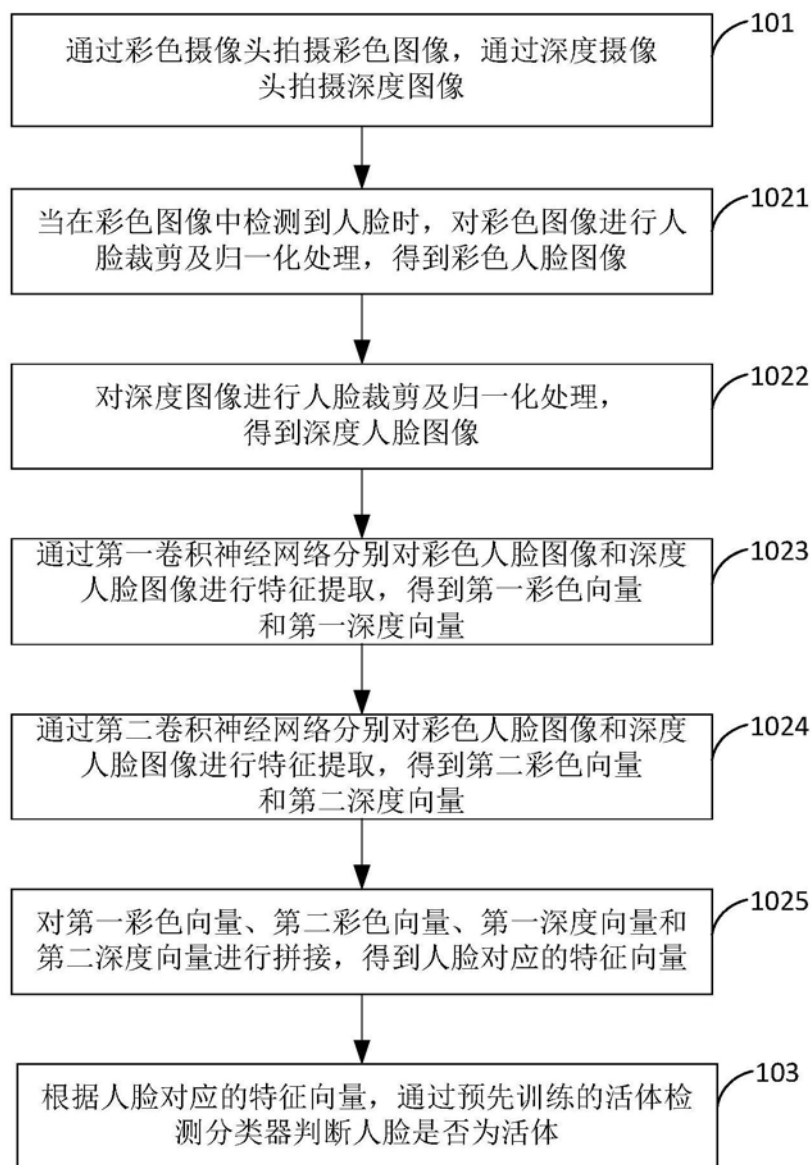 通过彩色摄像头拍摄彩色图像，通过深度摄像
头拍摄深度图像
101
当在彩色图像中检测到人脸时，对彩色图像进行人
脸裁剪及归一化处理，得到彩色人脸图像
1021
对深度图像进行人脸裁剪及归一化处理，
得到深度人脸图像
1022
通过第一卷积神经网络分别对彩色人脸图像和深度
人脸图像进行特征提取，得到第一彩色向量
和第一深度向量
1023
通过第二卷积神经网络分别对彩色人脸图像和深度
人脸图像进行特征提取，得到第二彩色向量
和第二深度向量
1024
对第一彩色向量、第二彩色向量、第一深度向量和
第二深度向量进行拼接，得到人脸对应的特征向量
1025
根据人脸对应的特征向量，通过预先训练的活体检
测分类器判断人脸是否为活体
103